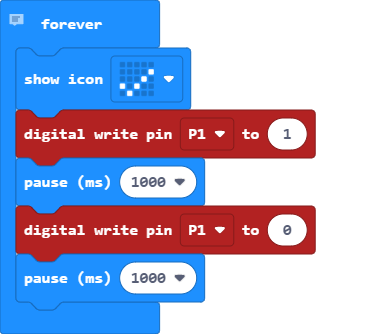 forever
show icon
digital write pin P1 to 1
pause (ms) 1000
digital write pin P1 to 0
pause (ms) 1000